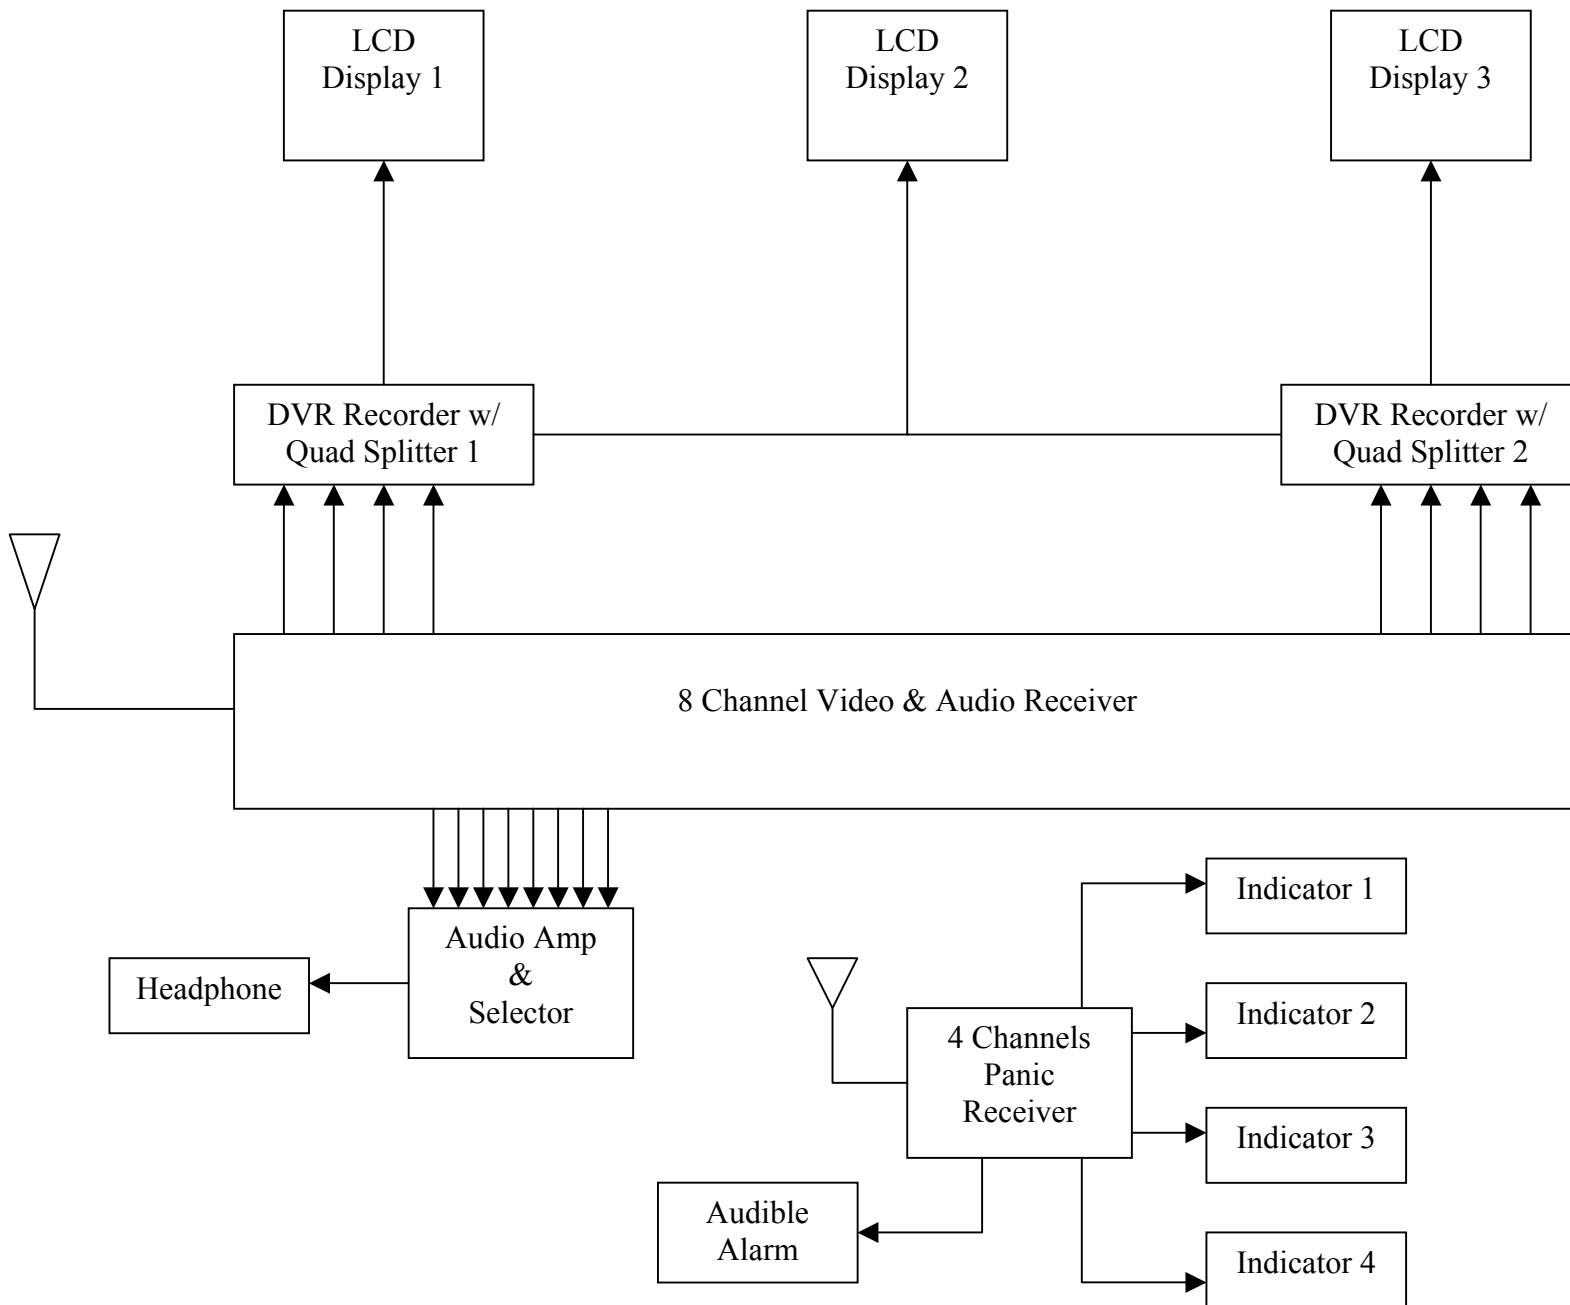 LCD
Display 1
LCD
Display 2
LCD
Display 3
DVR Recorder w/
Quad Splitter 1
DVR Recorder w/
Quad Splitter 2
8 Channel Video & Audio Receiver
Audio Amp
&
Selector
Headphone
4 Channels
Panic
Receiver
Indicator 1
Indicator 2
Indicator 3
Indicator 4
Audible
Alarm